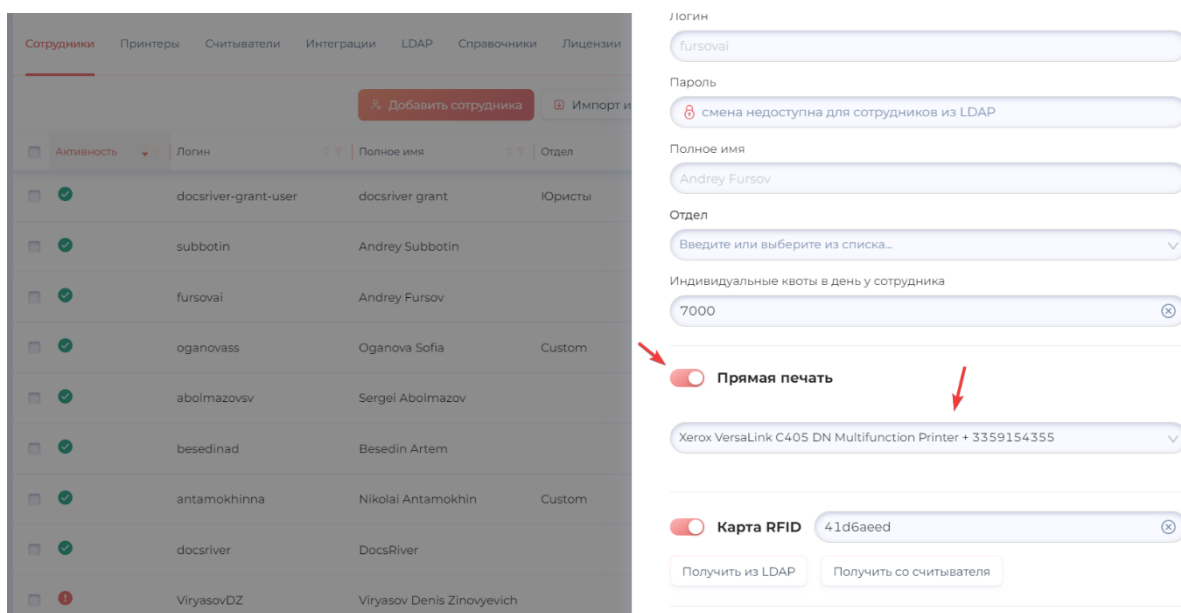 Сотрудники Принтеры Считыватели Интеграции LDAP Справочники Лицензии
Добавить сотрудника Импорт и
Активность Логин Полное имя Отдел
docsriver-grant-user docsriver grant Юристы
subbotin Andrey Subbotin
fursovai Andrey Fursov
oganovass Oganova Sofia Custom
abolmazovsv Sergei Abolmazov
besedinad Besedin Artem
antamokhinna Nikolai Antamokhin Custom
docsriver DocsRiver
ViryasovDZ Viryasov Denis Zinovyevich
Логин
fursovai
Пароль
смена недоступна для сотрудников из LDAP
Полное имя
Andrey Fursov
Отдел
Введите или выберите из списка...
Индивидуальные квоты в день у сотрудника
7000
Прямая печать
Xerox VersaLink C405 DN Multifunction Printer + 3359154355
Карта RFID 41d6aeed
Получить из LDAP Получить со считывателя